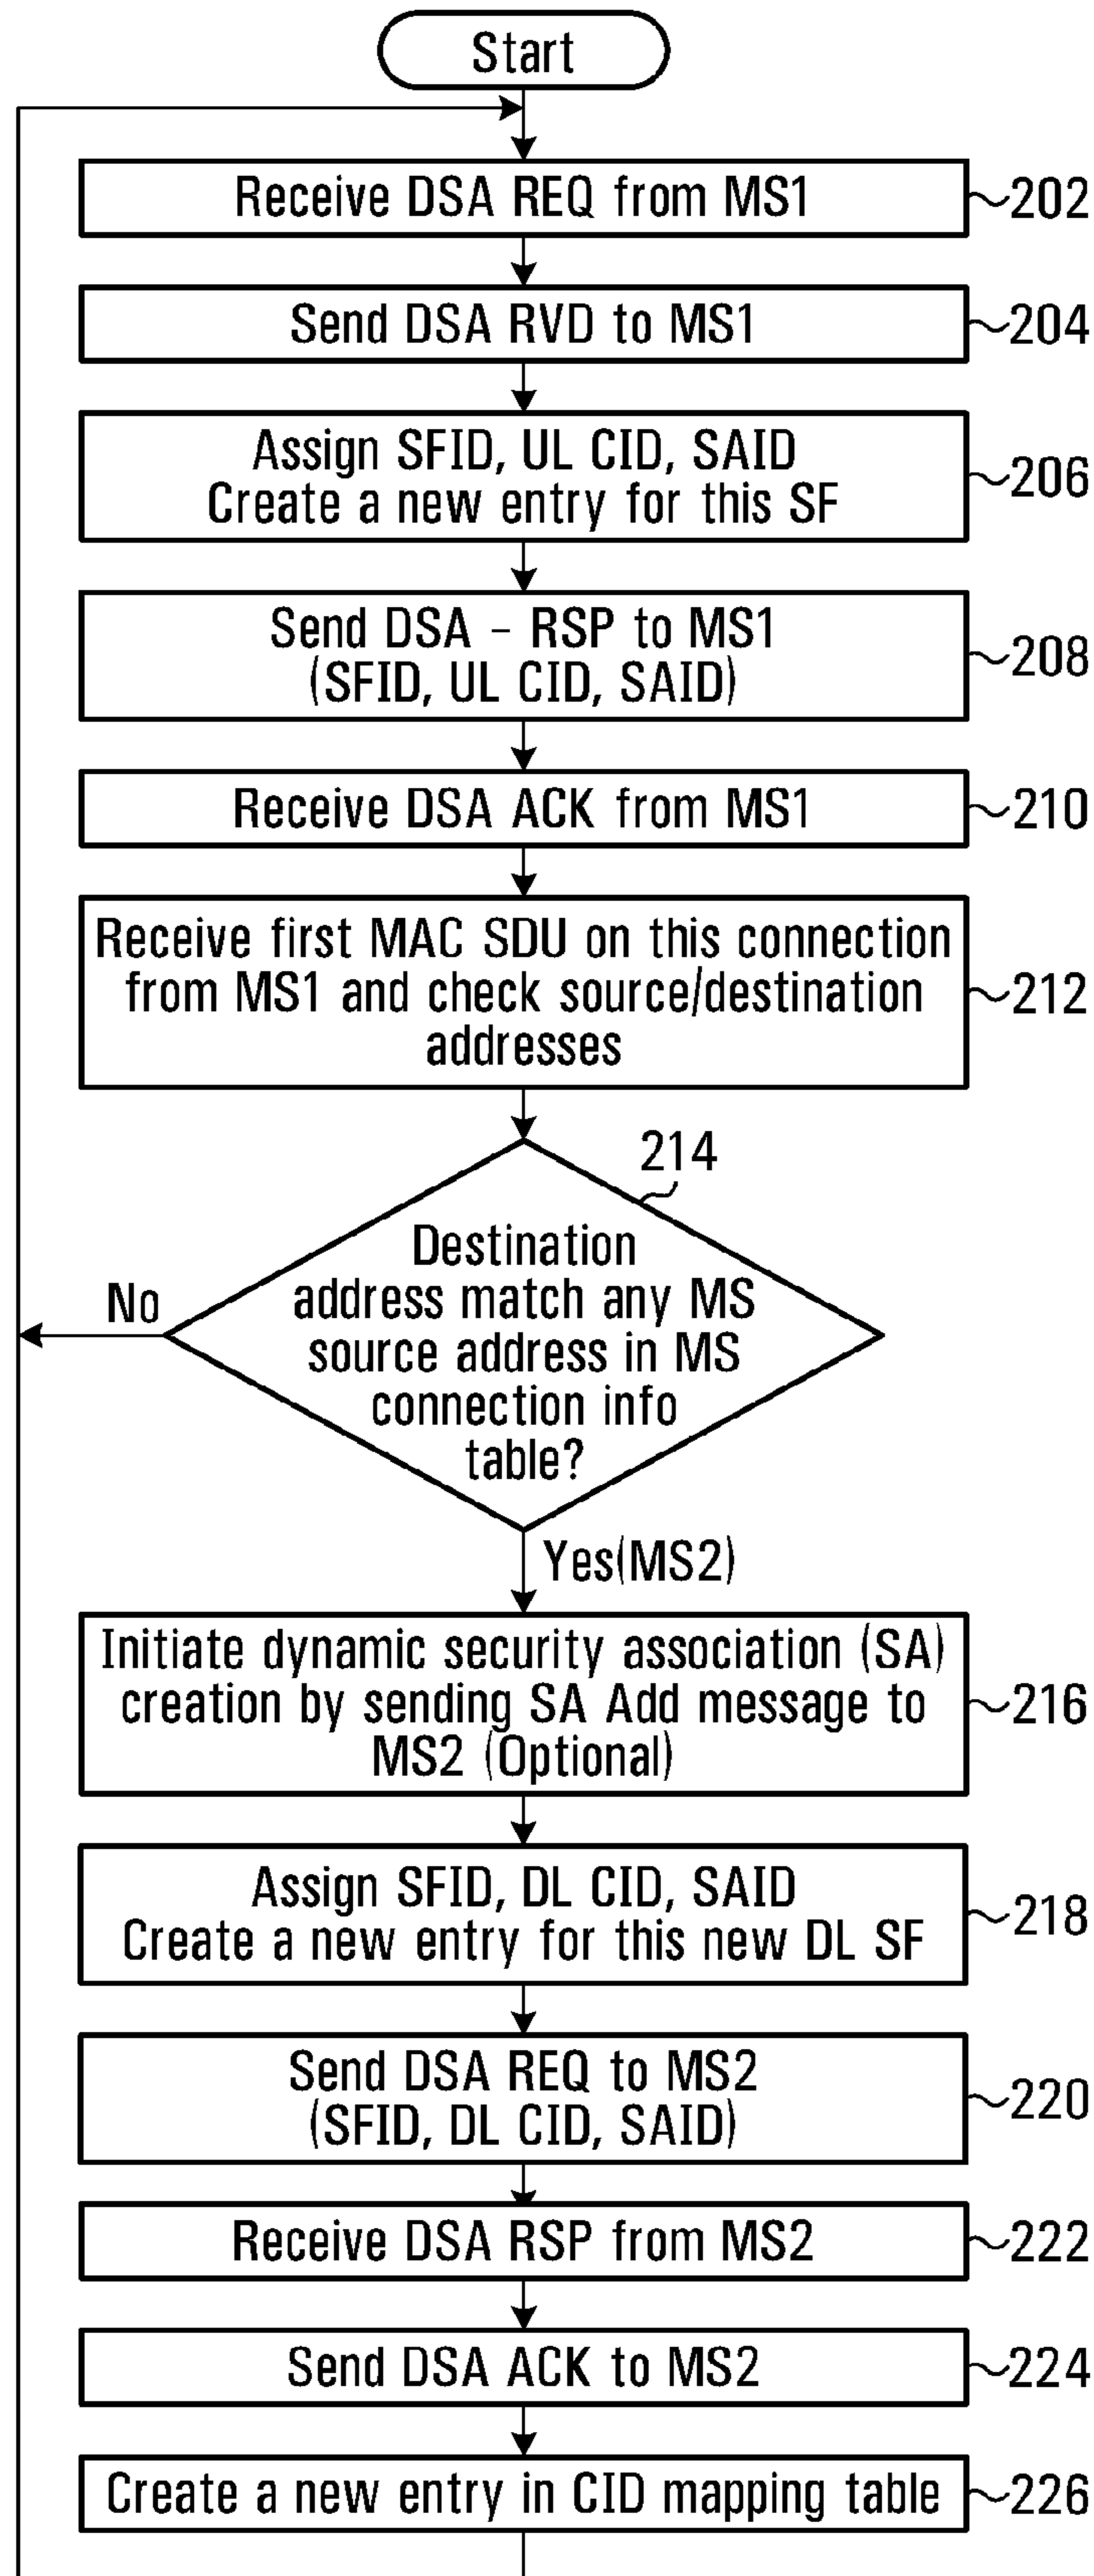 Start
Receive DSA REQ from MS1
202
Send DSA RVD to MS1
204
Assign SFID, UL CID, SAID
Create a new entry for this SF
206
Send DSA – RSP to MS1
(SFID, UL CID, SAID)
208
Receive DSA ACK from MS1
210
Receive first MAC SDU on this connection
from MS1 and check source/destination
addresses
212
214
Destination
address match any MS
source address in MS
connection info
table?
No
Yes(MS2)
Initiate dynamic security association (SA)
creation by sending SA Add message to
MS2 (Optional)
216
Assign SFID, DL CID, SAID
Create a new entry for this new DL SF
218
Send DSA REQ to MS2
(SFID, DL CID, SAID)
220
Receive DSA RSP from MS2
222
Send DSA ACK to MS2
224
Create a new entry in CID mapping table
226